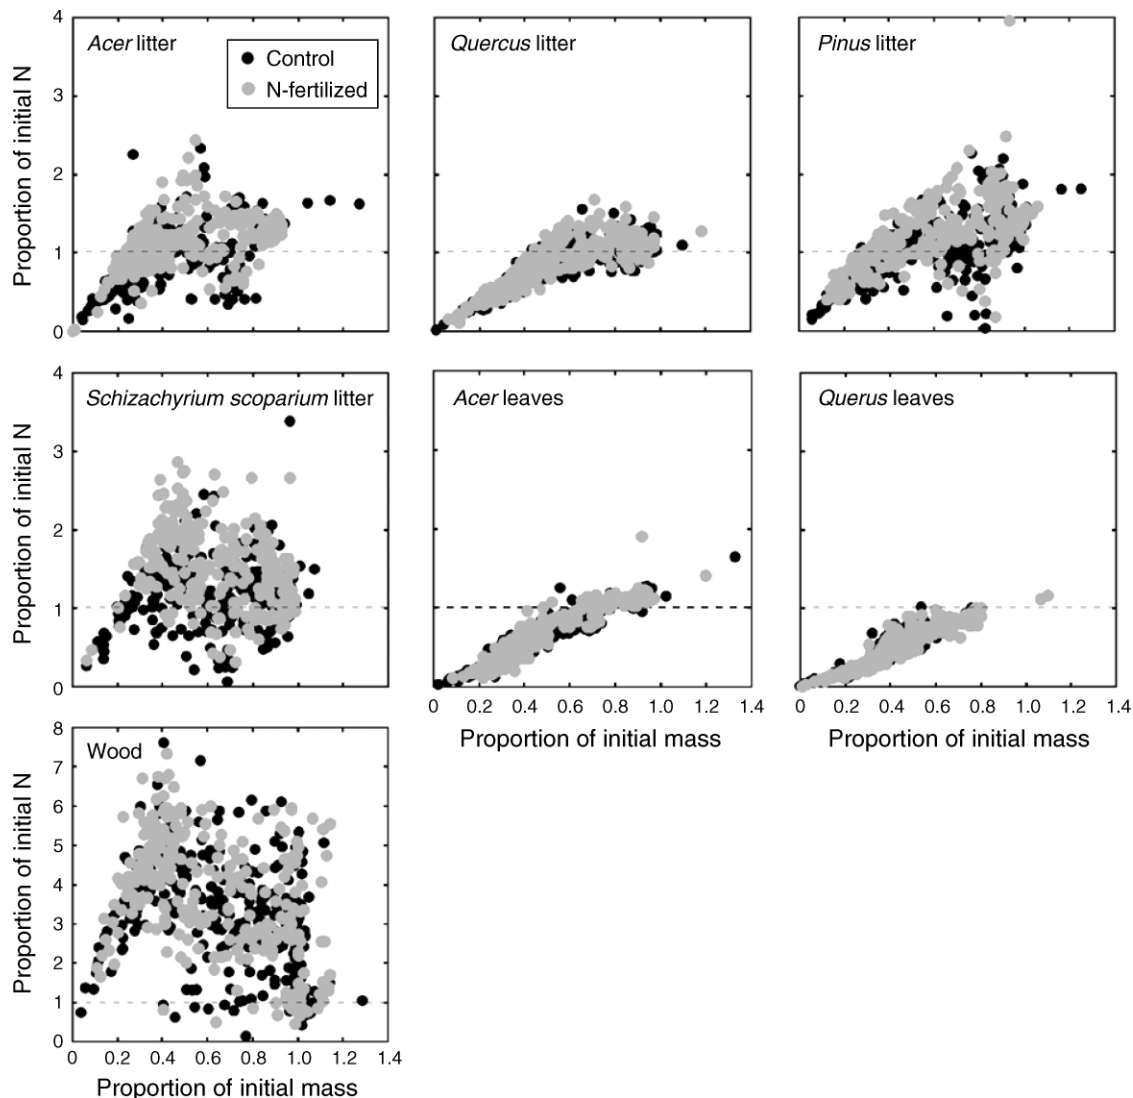 Acer litter
Control
N-fertilized
Quercus litter
Pinus litter
Proportion of initial N
4
3
2
1
0
Schizachyrium scoparium litter
Acer leaves
Querus leaves
Proportion of initial N
4
3
2
1
0
0 0.2 0.4 0.6 0.8 1.0 1.2 1.4
Proportion of initial mass
0 0.2 0.4 0.6 0.8 1.0 1.2 1.4
Proportion of initial mass
Wood
Proportion of initial N
8
7
6
5
4
3
2
1
0
0 0.2 0.4 0.6 0.8 1.0 1.2 1.4
Proportion of initial mass